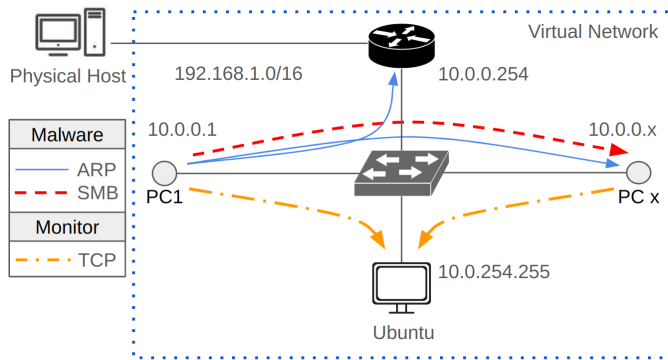 Virtual Network
Physical Host
192.168.1.0/16
10.0.0.254
10.0.0.1
10.0.0.x
Malware
ARP
SMB
PC1
PC x
Monitor
TCP
10.0.254.255
Ubuntu